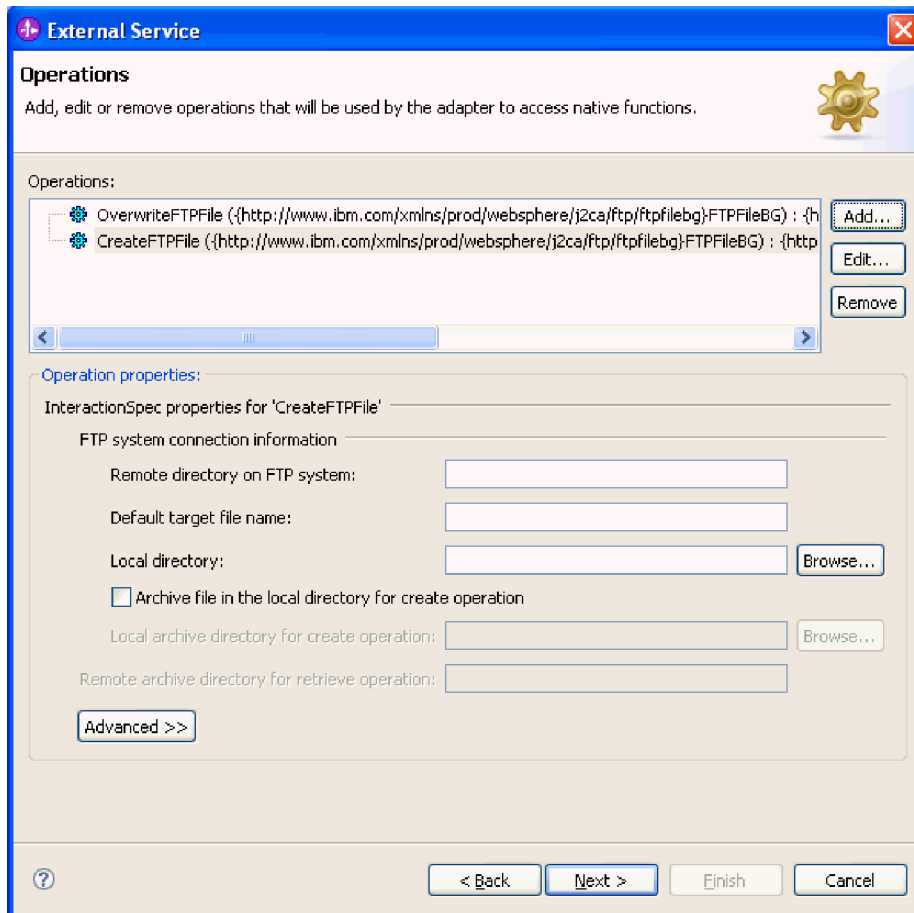 External Service
Operations
Add, edit or remove operations that will be used by the adapter to access native functions.
Operations:
OverwriteFTPFile ({http://www.ibm.com/xmlns/prod/websphere/j2ca/ftp/ftpfilebg}FTPFileBG) : {h
Add...
CreateFTPFile ({http://www.ibm.com/xmlns/prod/websphere/j2ca/ftp/ftpfilebg}FTPFileBG) : {http
Edit...
Remove
Operation properties:
InteractionSpec properties for 'CreateFTPFile'
FTP system connection information
Remote directory on FTP system:
Default target file name:
Local directory:
Browse...
Archive file in the local directory for create operation
Local archive directory for create operation:
Browse...
Remote archive directory for retrieve operation:
Advanced >>
?
< Back
Next >
Finish
Cancel